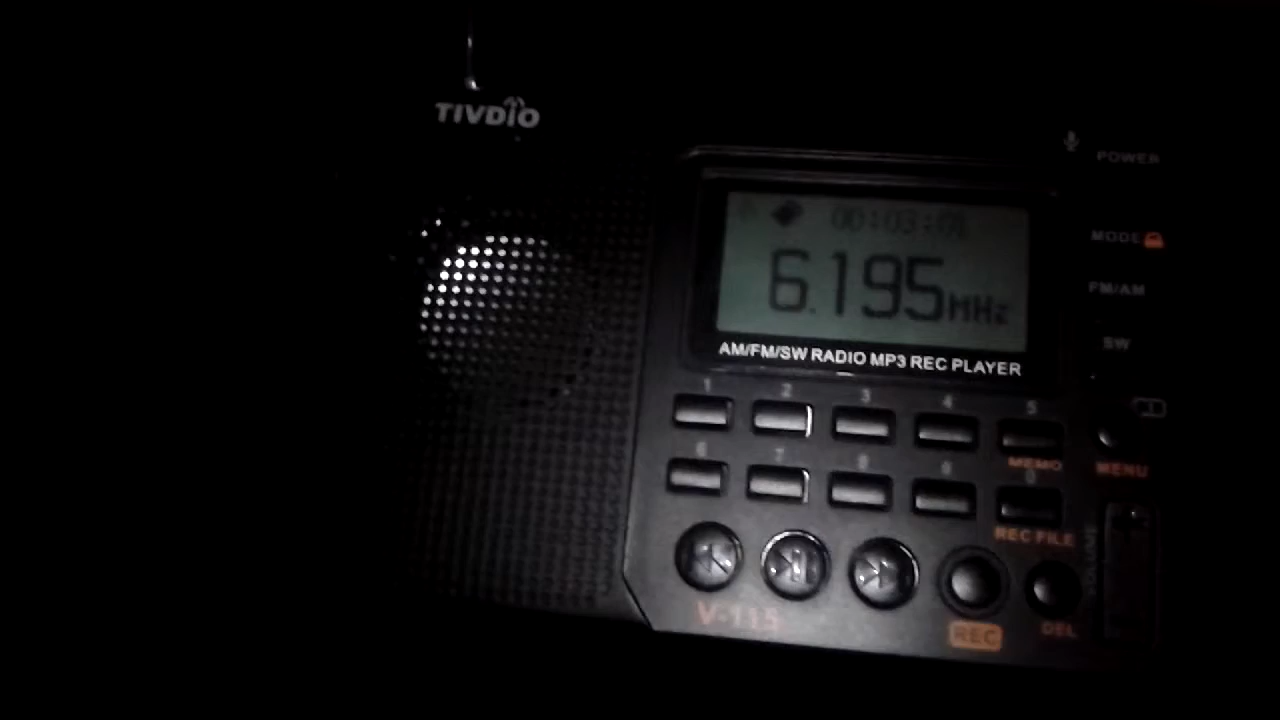 TIVDIO
POWER
MODE
FM/AM
SW
6.195MHz
AM/FM/SW RADIO MP3 REC PLAYER
1 2 3 4 5
MEMO
MENU
6 7 8 9 0
REC FILE
V-115
REC
DEL